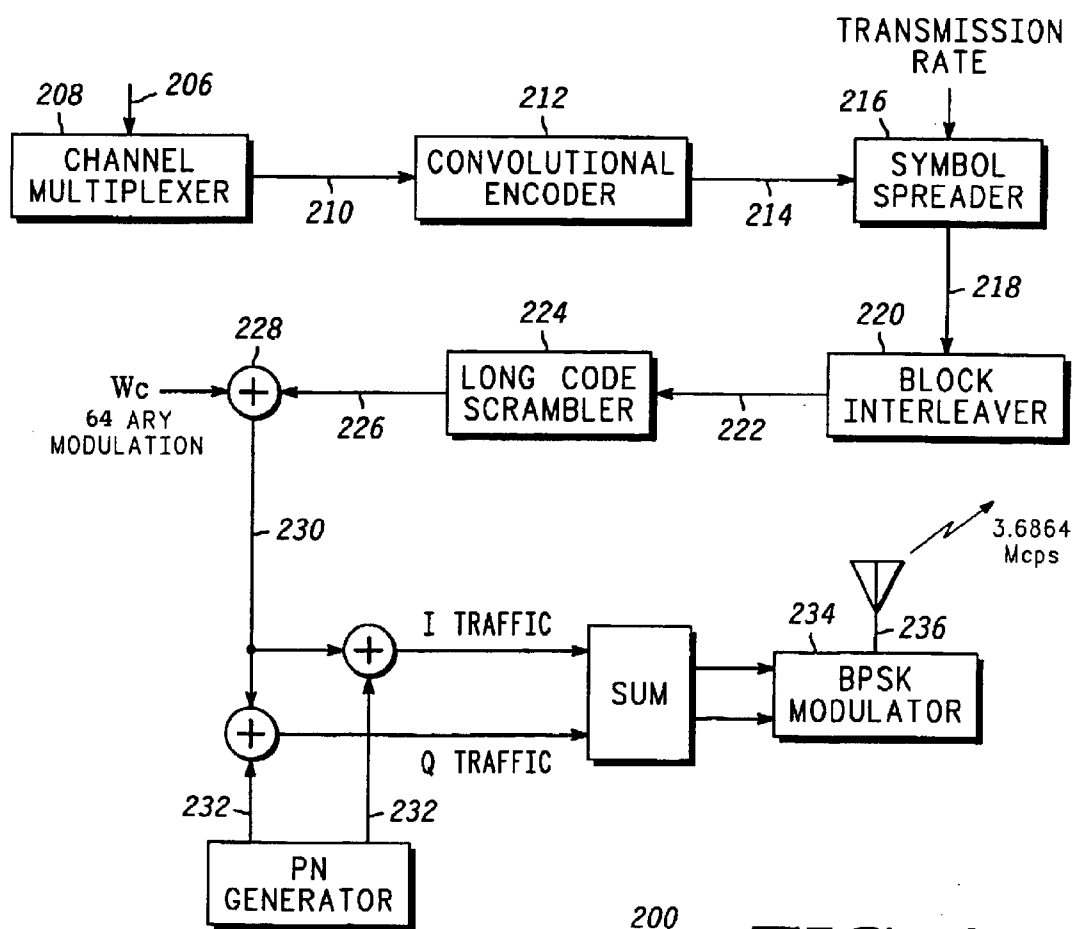 TRANSMISSION
RATE
208
206
212
216
CHANNEL
MULTIPLEXER
CONVOLUTIONAL
ENCODER
SYMBOL
SPREADER
210
214
218
228
224
220
Wc
64 ARY
MODULATION
LONG CODE
SCRAMBLER
BLOCK
INTERLEAVER
226
222
230
3.6864
Mcps
I TRAFFIC
234
236
SUM
BPSK
MODULATOR
Q TRAFFIC
232
232
PN
GENERATOR
200